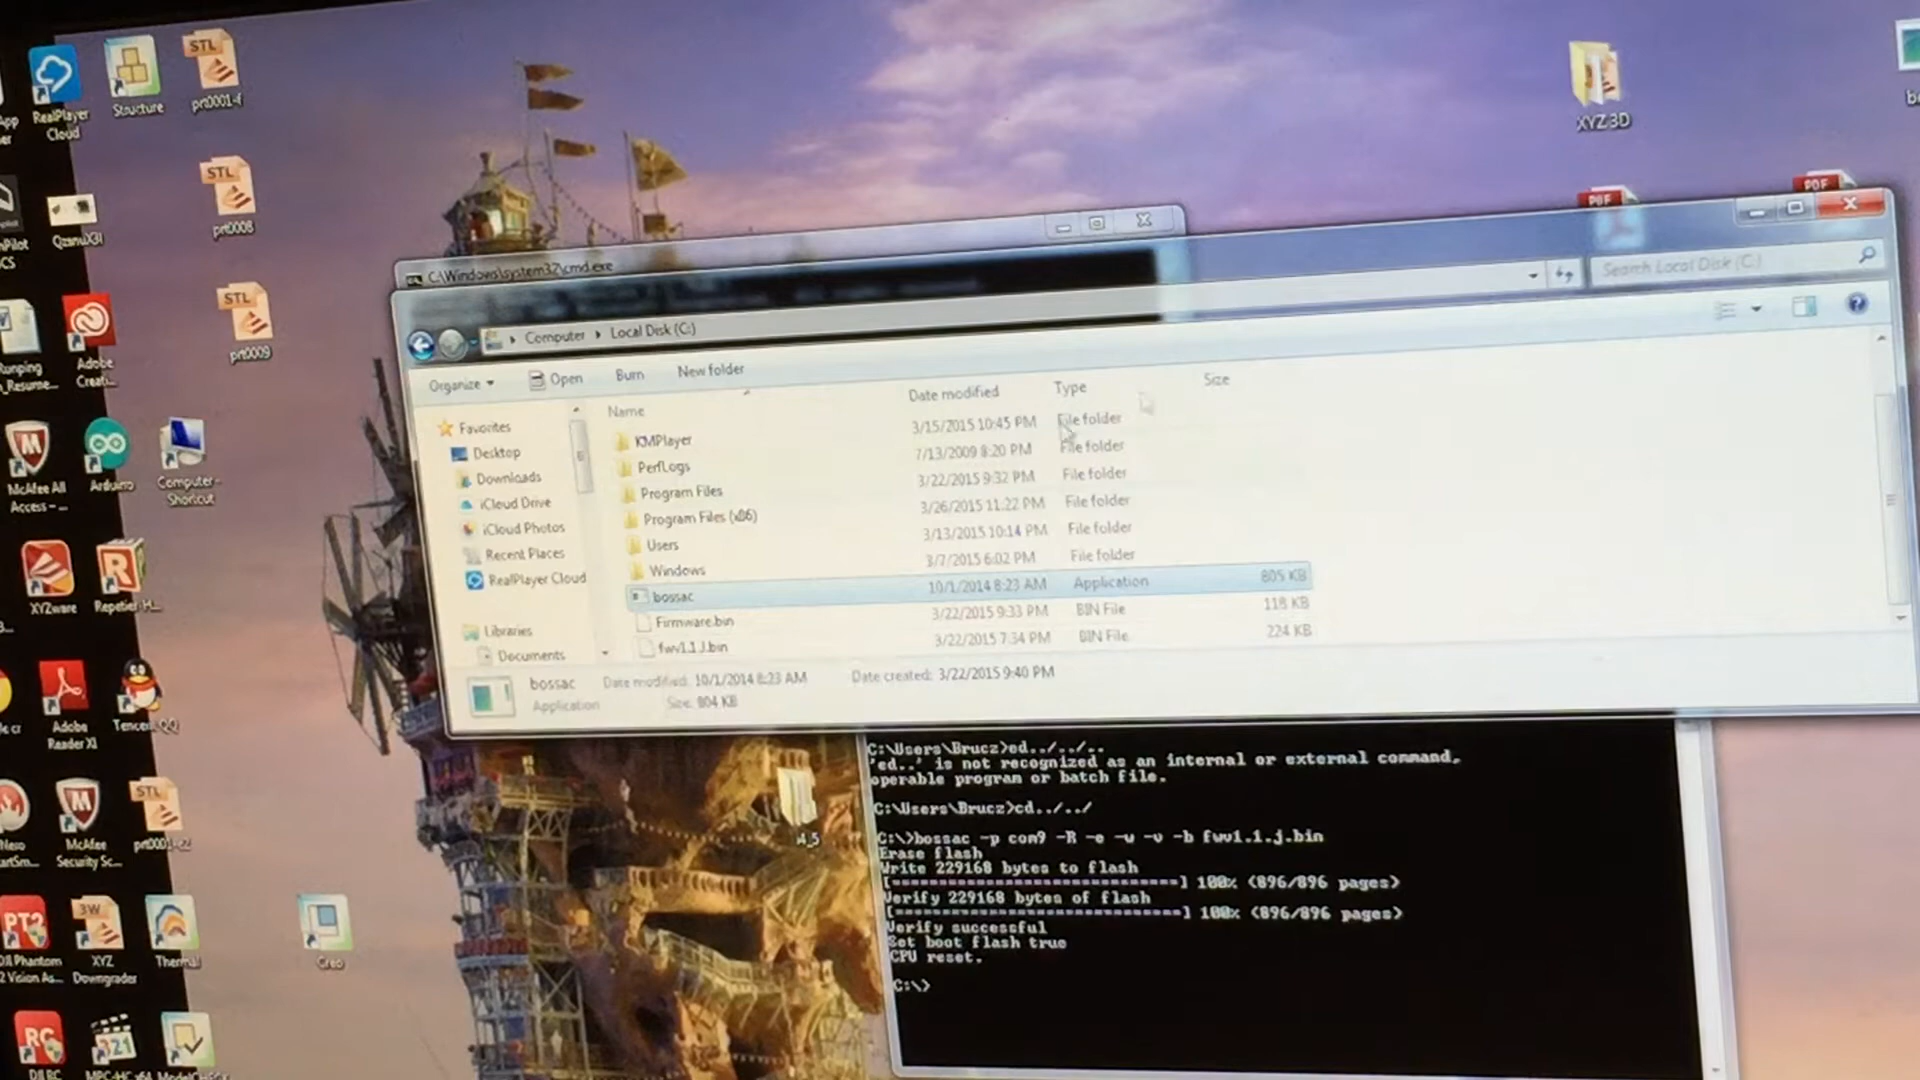 RealPlayer
Cloud
Structure
STL
prt0001-f
XYZ 3D
STL
prt0008
STL
prt0009
Adobe
Creati...
McAfee All
Access – ...
Arduino
Computer -
Shortcut
XYZware
Repetier-H...
Adobe
Reader XI
Tencent QQ
McAfee
Security Sc...
STL
XYZ
Downgrader
Thermal
Creo
i4_5
PDF
PDF
C:\Windows\system32\cmd.exe
Computer
Local Disk (C:)
Search Local Disk (C:)
Organize
Open
Burn
New folder
Favorites
Desktop
Downloads
iCloud Drive
iCloud Photos
Recent Places
RealPlayer Cloud
Libraries
Documents
Name Date modified Type Size
KMPlayer 3/15/2015 10:45 PM File folder
PerfLogs 7/13/2009 8:20 PM File folder
Program Files 3/22/2015 9:32 PM File folder
Program Files (x86) 3/26/2015 11:22 PM File folder
Users 3/13/2015 10:14 PM File folder
Windows 3/7/2015 6:02 PM File folder
bossac 10/1/2014 8:23 AM Application 805 KB
Firmware.bin 3/22/2015 9:33 PM BIN File 118 KB
fwv1.1.J.bin 3/22/2015 7:34 PM BIN File 224 KB
bossac Date modified: 10/1/2014 8:23 AM Date created: 3/22/2015 9:40 PM
Application Size: 804 KB
C:\Users\Brucz>ed../../..
'ed..' is not recognized as an internal or external command,
operable program or batch file.
C:\Users\Brucz>cd../../
C:\>bossac -p com9 -R -e -w -v -b fwv1.1.j.bin
Erase flash
Write 229168 bytes to flash
[==============================] 100% (896/896 pages)
Verify 229168 bytes of flash
[==============================] 100% (896/896 pages)
Verify successful
Set boot flash true
CPU reset.
C:\>